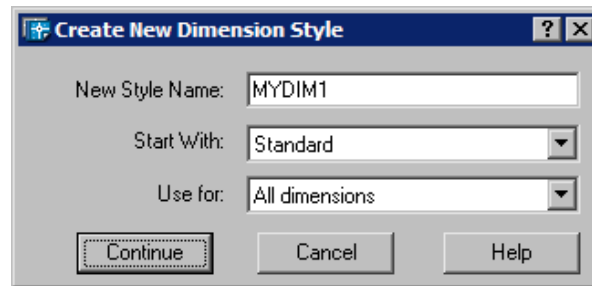 Create New Dimension Style ? X
New Style Name: MYDIM1
Start With: Standard
Use for: All dimensions
Continue Cancel Help